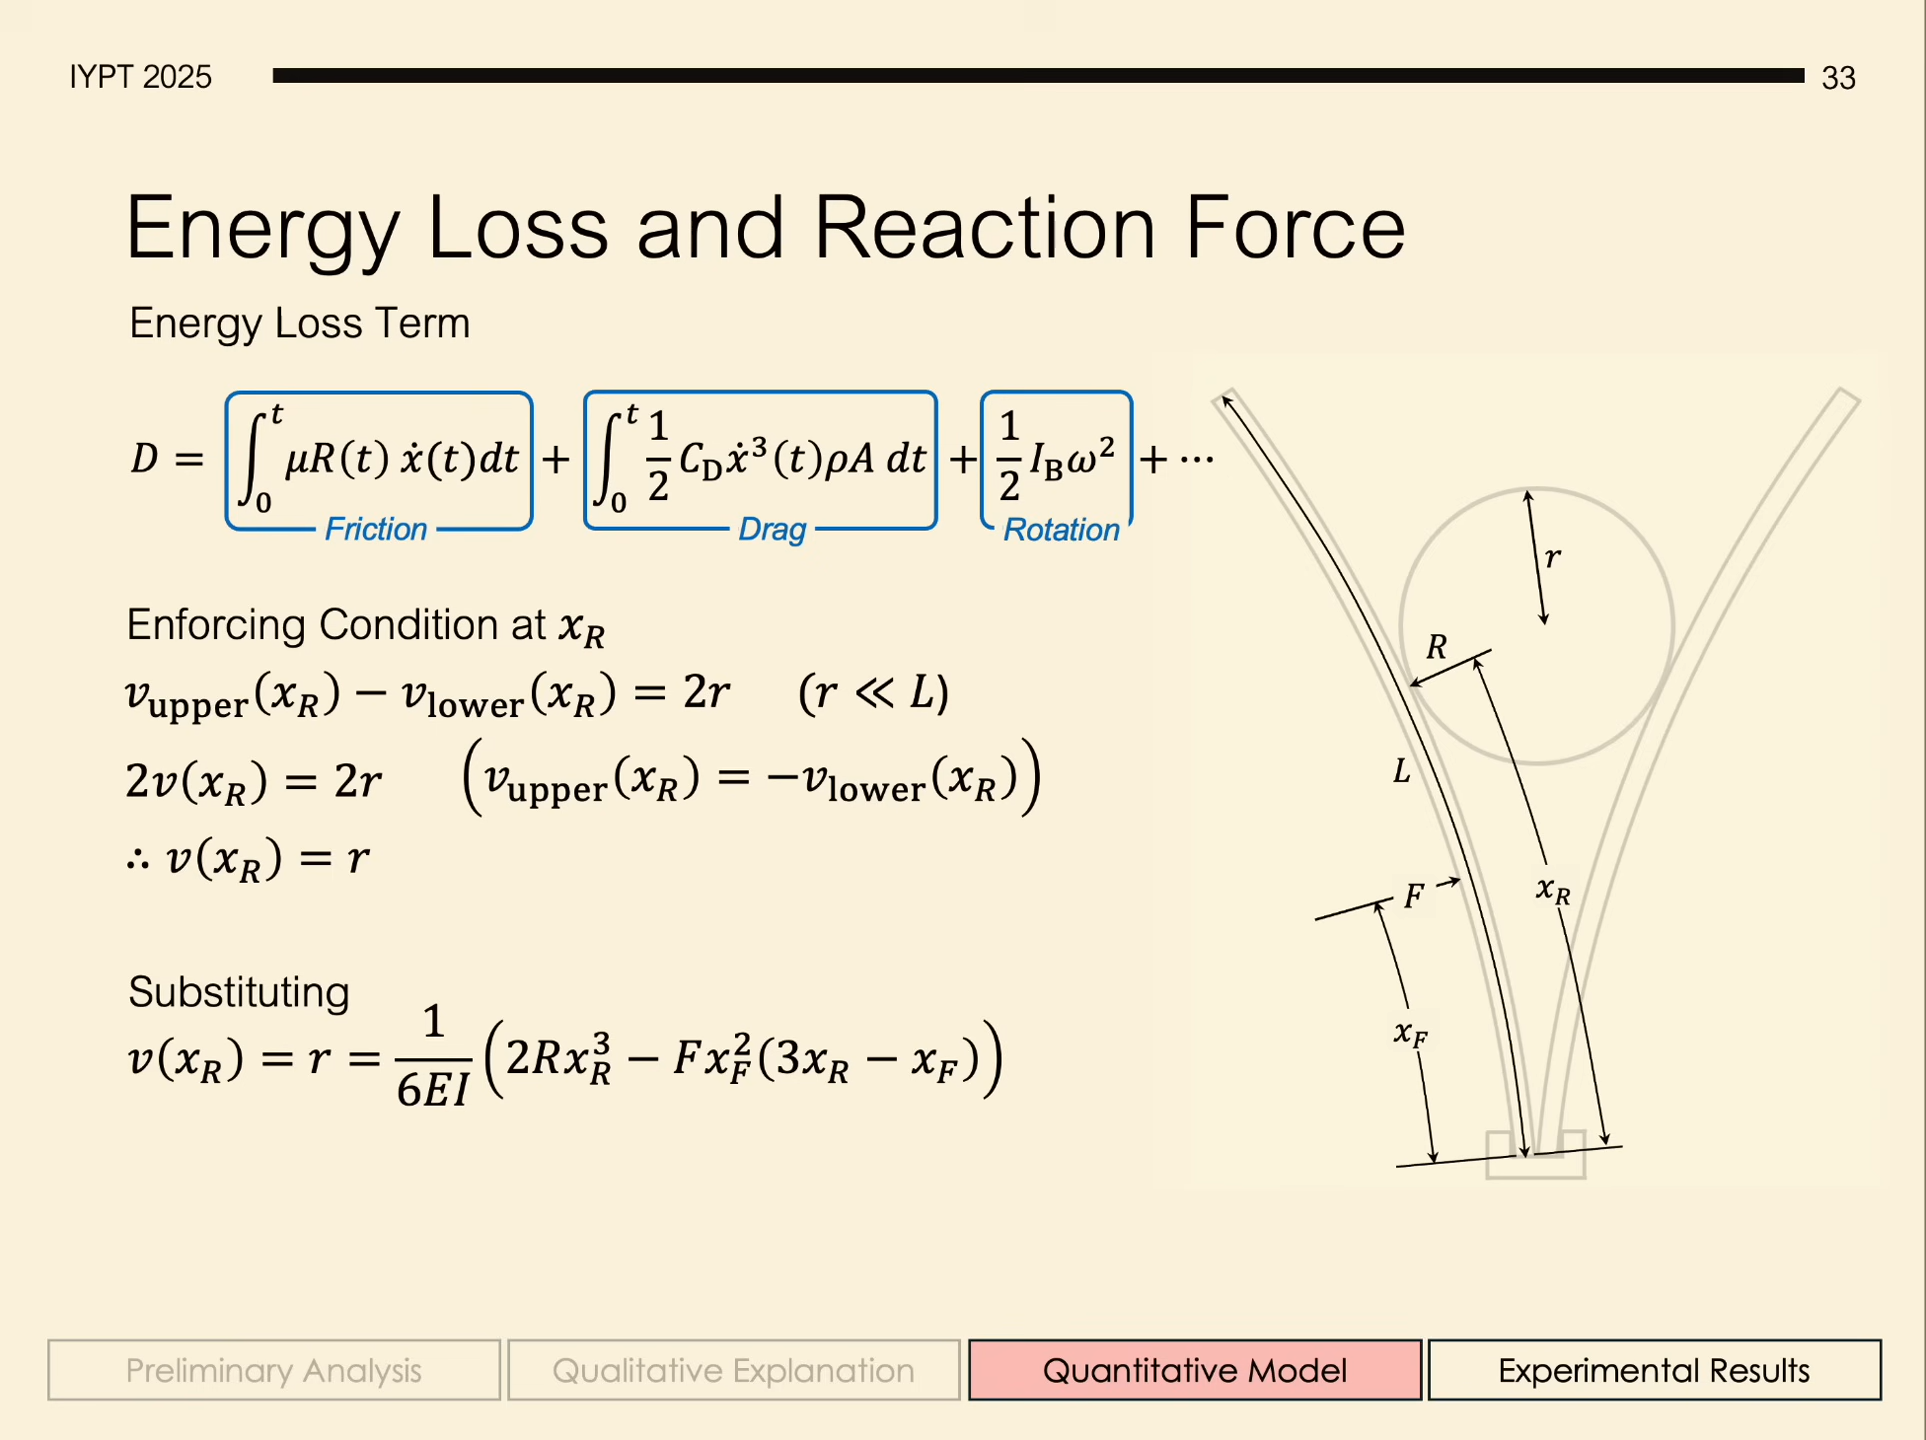 IYPT 2025
33
Energy Loss and Reaction Force
Energy Loss Term
D = ∫₀ᵗ μR(t) ẋ(t)dt + ∫₀ᵗ 1/2 C_D ẋ³(t)ρA dt + 1/2 I_B ω² + ⋯
Friction
Drag
Rotation
Enforcing Condition at x_R
v_upper(x_R) − v_lower(x_R) = 2r (r ≪ L)
2v(x_R) = 2r (v_upper(x_R) = −v_lower(x_R))
∴ v(x_R) = r
Substituting
v(x_R) = r = 1/6EI (2Rx_R³ − Fx_F²(3x_R − x_F))
r
R
L
F
x_R
x_F
Preliminary Analysis
Qualitative Explanation
Quantitative Model
Experimental Results